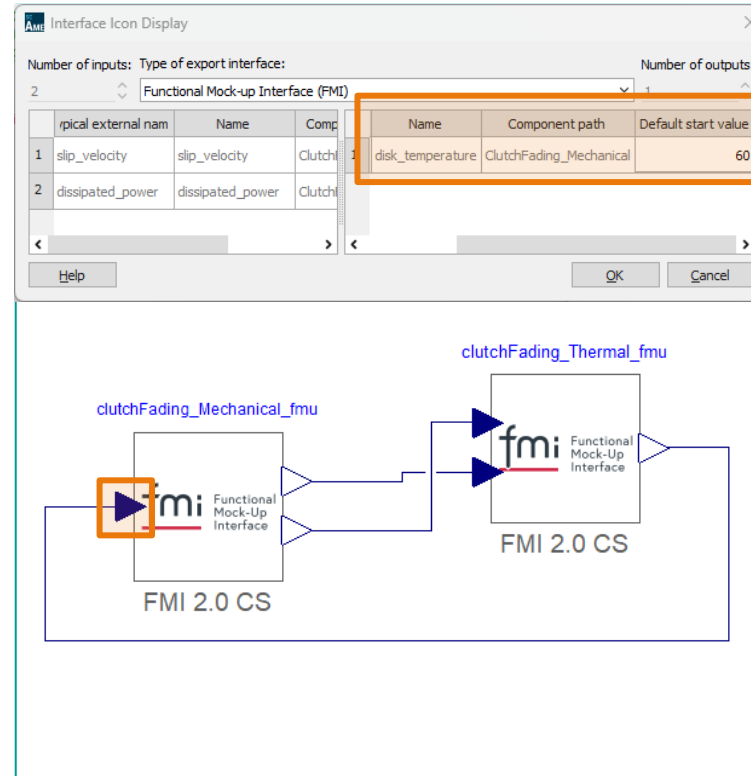 AME Interface Icon Display
Number of inputs: Type of export interface: Number of outputs
2 Functional Mock-up Interface (FMI) 1
ypical external nam Name Comp Name Component path Default start value
1 slip_velocity slip_velocity Clutch 1 disk_temperature ClutchFading_Mechanical 60
2 dissipated_power dissipated_power Clutch
Help OK Cancel
clutchFading_Thermal_fmu
clutchFading_Mechanical_fmu
fmi Functional
Mock-Up
Interface
FMI 2.0 CS
fmi Functional
Mock-Up
Interface
FMI 2.0 CS